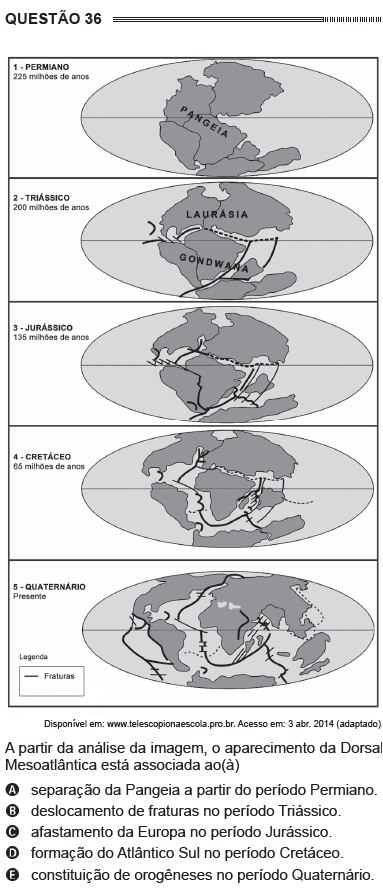 QUESTÃO 36
1 - PERMIANO
225 milhões de anos
PANGEIA
2 - TRIÁSSICO
200 milhões de anos
LAURÁSIA
GONDWANA
3 - JURÁSSICO
135 milhões de anos
4 - CRETÁCEO
65 milhões de anos
5 - QUATERNÁRIO
Presente
Legenda
Fraturas
Disponível em: www.telescopionaescola.pro.br. Acesso em: 3 abr. 2014 (adaptado).
A partir da análise da imagem, o aparecimento da Dorsal
Mesoatlântica está associada ao(à)
A separação da Pangeia a partir do período Permiano.
B deslocamento de fraturas no período Triássico.
C afastamento da Europa no período Jurássico.
D formação do Atlântico Sul no período Cretáceo.
E constituição de orogêneses no período Quaternário.